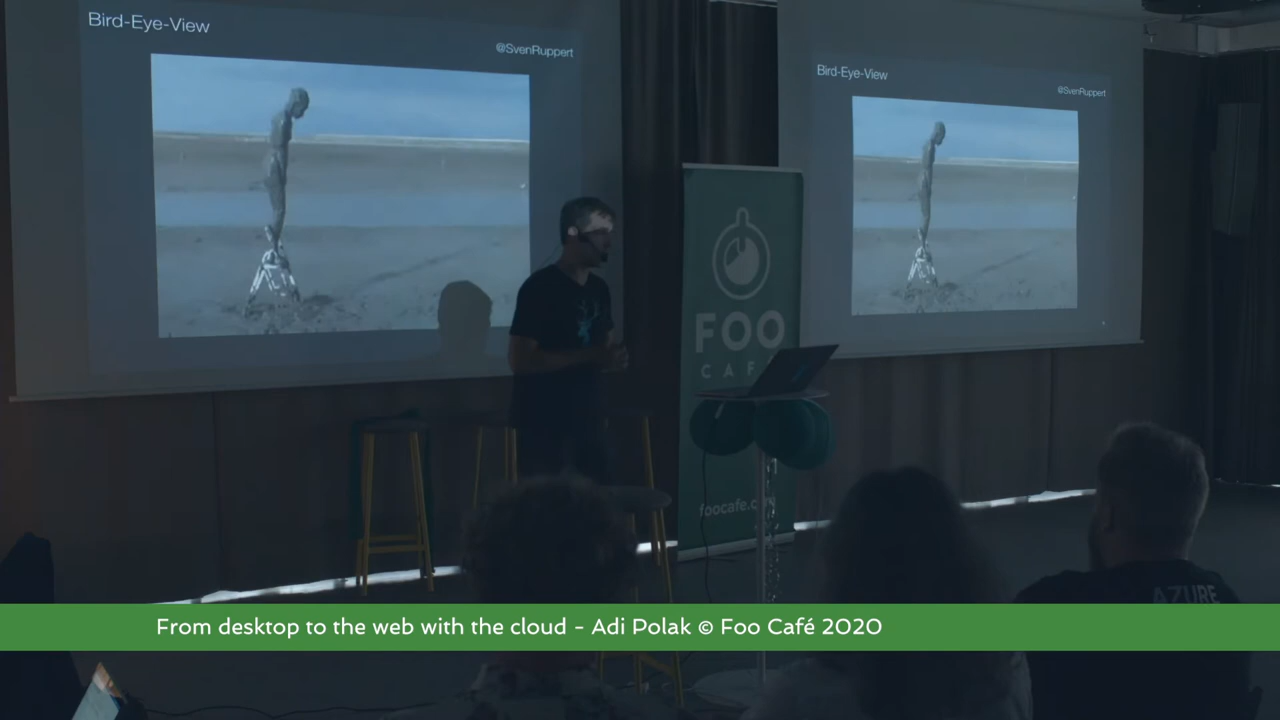 Bird-Eye-View
@SvenRuppert
Bird-Eye-View
@SvenRuppert
FOO
CAF
foocafe.
AZURE
From desktop to the web with the cloud - Adi Polak © Foo Café 2020